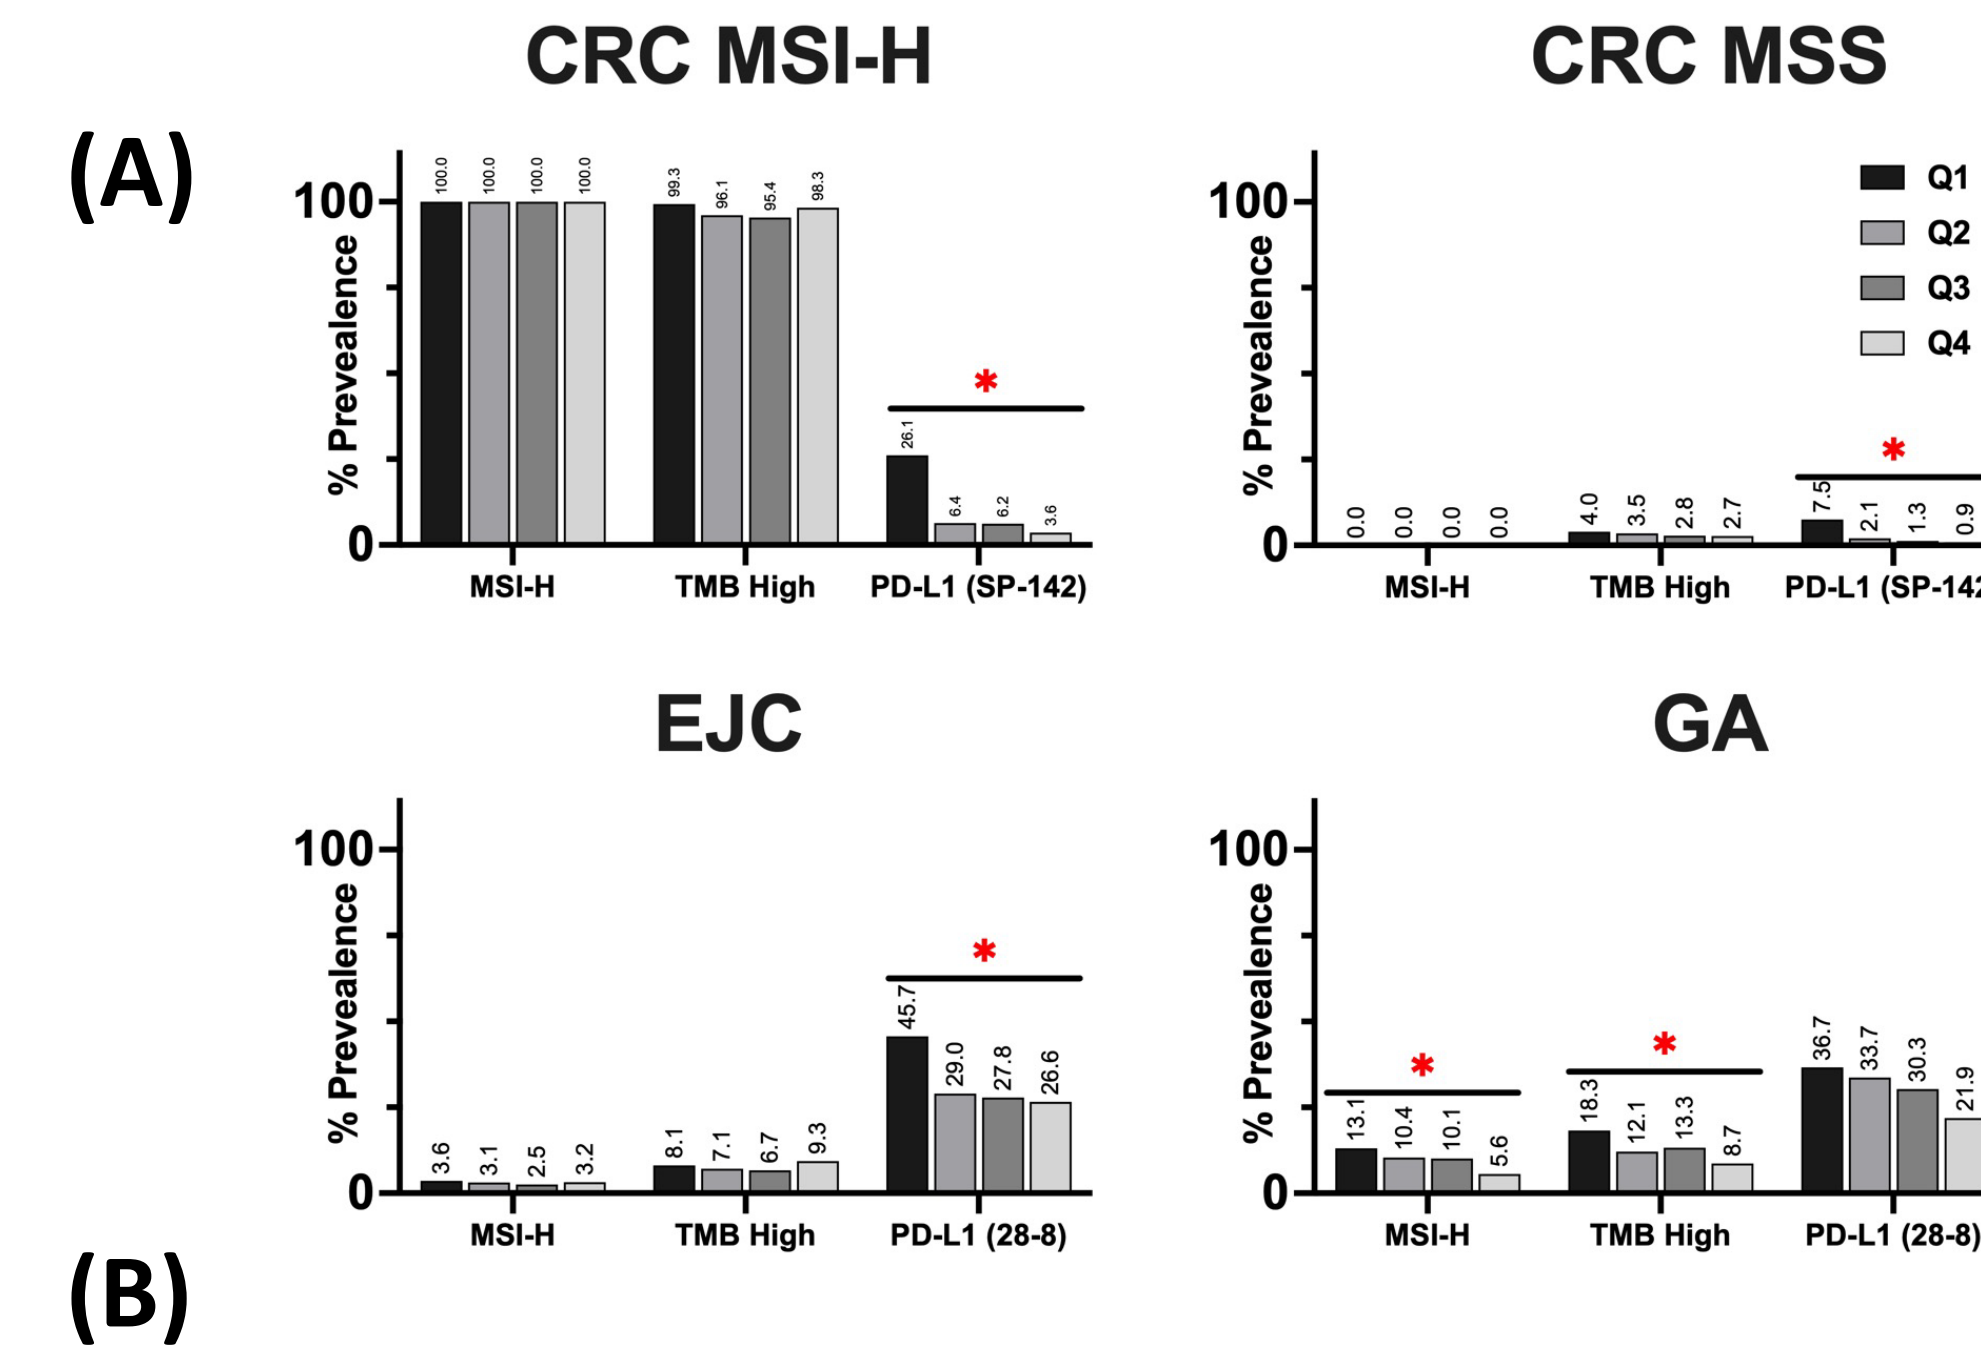 CRC MSI-H
CRC MSS
(A)
% Prevealence
100
0
100.0 100.0 100.0 100.0
99.3 96.1 95.4 98.3
26.1 6.4 6.2 3.6
*
MSI-H TMB High PD-L1 (SP-142)
% Prevealence
100
0
0.0 0.0 0.0 0.0
4.0 3.5 2.8 2.7
7.5 2.1 1.3 0.9
*
Q1
Q2
Q3
Q4
MSI-H TMB High PD-L1 (SP-142
EJC
GA
% Prevealence
100
0
3.6 3.1 2.5 3.2
8.1 7.1 6.7 9.3
45.7 29.0 27.8 26.6
*
MSI-H TMB High PD-L1 (28-8)
% Prevealence
100
0
13.1 10.4 10.1 5.6
*
18.3 12.1 13.3 8.7
*
36.7 33.7 30.3 21.9
MSI-H TMB High PD-L1 (28-8)
(B)